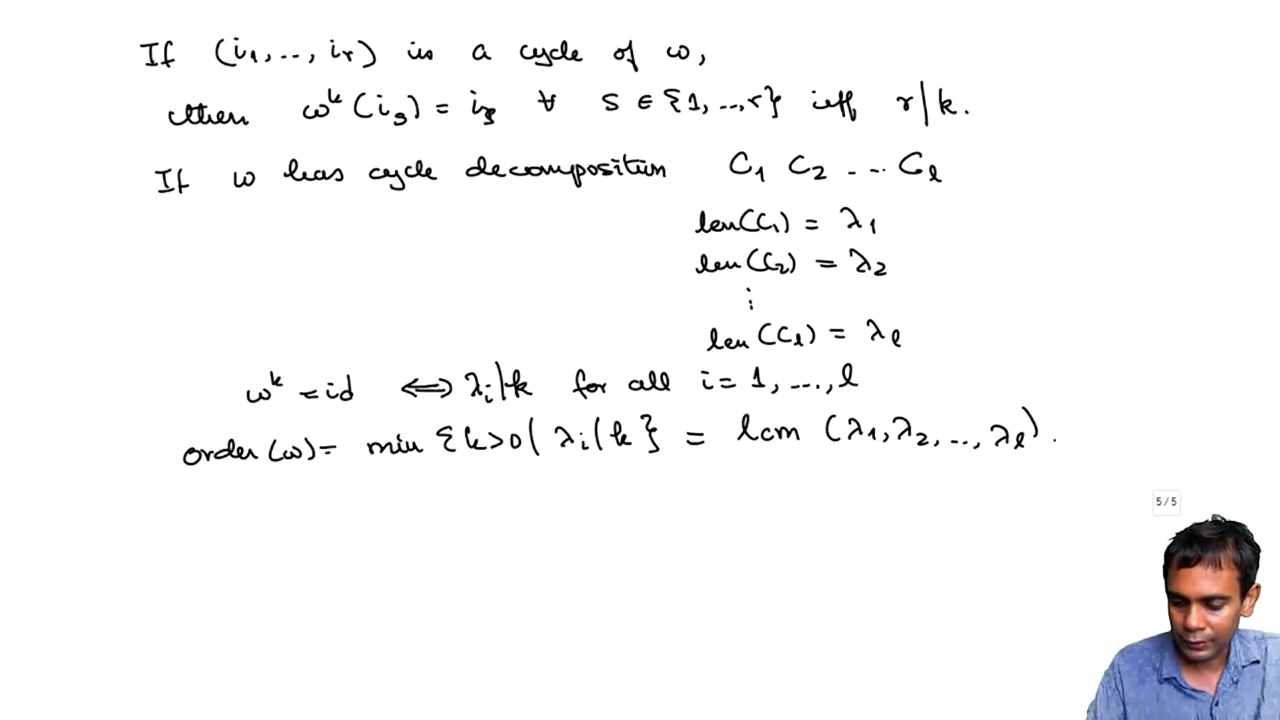 If (i₁, ..., iᵣ) is a cycle of ω,
then ωᵏ(iₛ) = iₛ ∀ s ∈ {1, ..., r} iff r | k.
If w has cycle decomposition C₁ C₂ ... Cₗ
len(C₁) = λ₁
len(C₂) = λ₂
⋮
len(Cₗ) = λₗ
ωᵏ = id ⟺ λᵢ | k for all i = 1, ..., l
order(ω) = min {k>0 | λᵢ | k} = lcm (λ₁, λ₂, ..., λₗ).
5/5